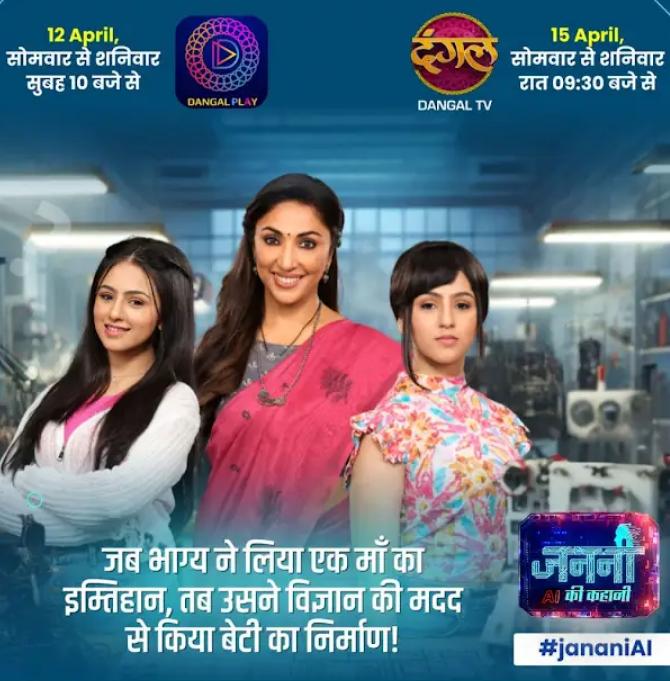 12 April,
सोमवार से शनिवार
सुबह 10 बजे से
DANGAL PLAY
दंगल
DANGAL TV
15 April,
सोमवार से शनिवार
रात 09:30 बजे से
जब भाग्य ने लिया एक माँ का
इम्तिहान, तब उसने विज्ञान की मदद
से किया बेटी का निर्माण!
जननी
AI की कहानी
#jananiAI